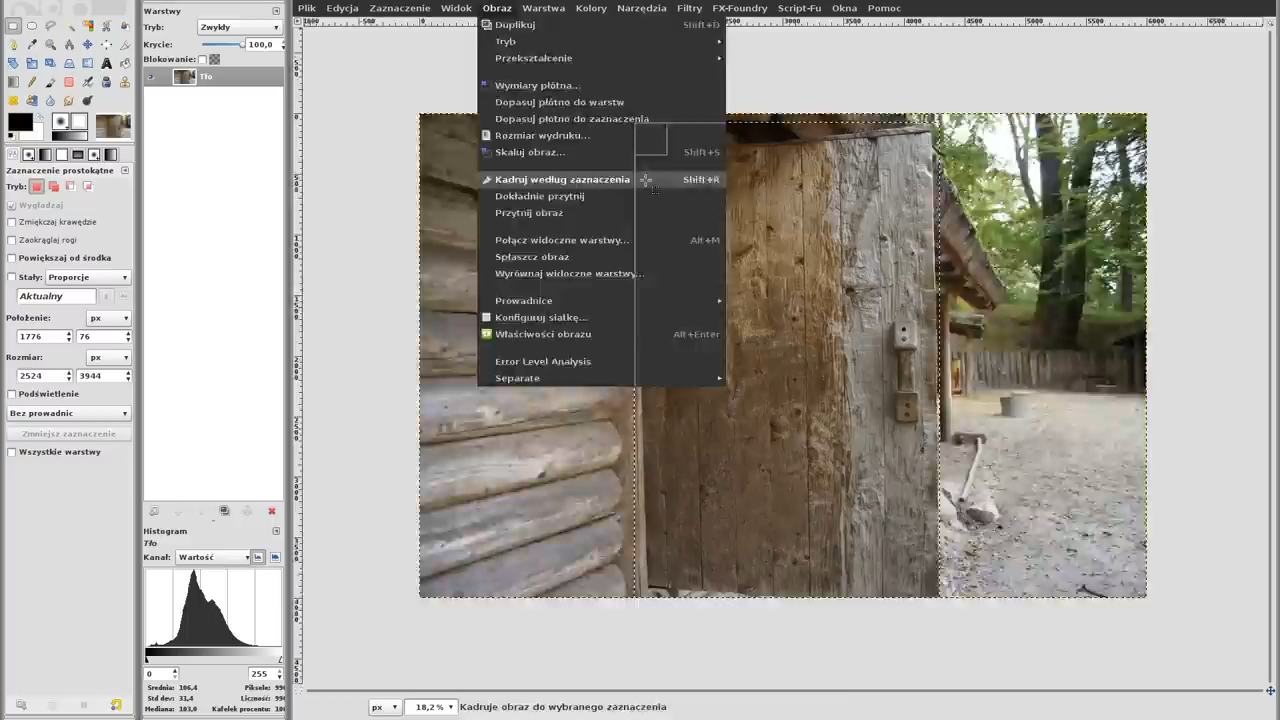 Plik Edycja Zaznaczenie Widok Obraz Warstwa Kolory Narzędzia Filtry FX-Foundry Script-Fu Okna Pomoc
Warstwy
Tryb: Zwykły
Krycie: 100,0
Blokowanie:
Tło
Duplikuj Shift+D
Tryb
Przekształcenie
Wymiary płótna...
Dopasuj płótno do warstw
Dopasuj płótno do zaznaczenia
Rozmiar wydruku...
Skaluj obraz... Shift+S
Kadruj według zaznaczenia Shift+R
Dokładnie przytnij
Przytnij obraz
Połącz widoczne warstwy... Alt+M
Spłaszcz obraz
Wyrównaj widoczne warstwy...
Prowadnice
Konfiguruj siatkę...
Właściwości obrazu Alt+Enter
Error Level Analysis
Separate
Zaznaczenie prostokątne
Tryb:
Wygładzaj
Zmiękczaj krawędzie
Zaokrąglaj rogi
Powiększaj od środka
Stały: Proporcje
Aktualny
Położenie: px
1776 76
Rozmiar: px
2524 3944
Podświetlenie
Bez prowadnic
Zmniejsz zaznaczenie
Wszystkie warstwy
Histogram
Tło
Kanał: Wartość
0 255
Średnia: 106,4 Piksele: 99
Std dev: 31,4 Liczność: 99
Mediana: 103,0 Kafelek procentu: 10
px 18,2% Kadruje obraz do wybranego zaznaczenia